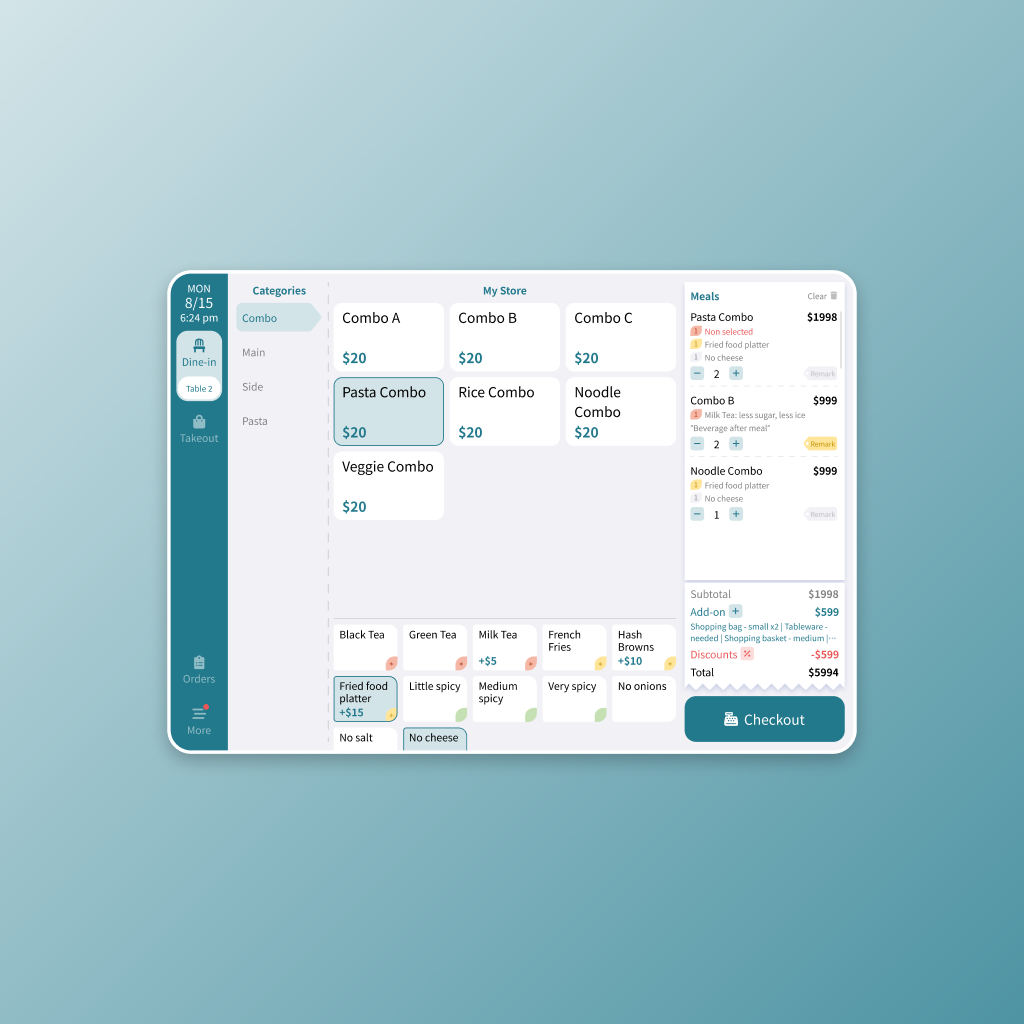 MON
8/15
6:24 pm
Dine-in
Table 2
Takeout
Orders
More
Categories
Combo
Main
Side
Pasta
My Store
Combo A
$20
Combo B
$20
Combo C
$20
Pasta Combo
$20
Rice Combo
$20
Noodle
Combo
$20
Veggie Combo
$20
Black Tea
Green Tea
Milk Tea
+$5
French
Fries
Hash
Browns
+$10
Fried food
platter
+$15
Little spicy
Medium
spicy
Very spicy
No onions
No salt
No cheese
Meals
Clear
Pasta Combo $1998
1 Non selected
1 Fried food platter
1 No cheese
− 2 + Remark
Combo B $999
1 Milk Tea: less sugar, less ice
"Beverage after meal"
− 2 + Remark
Noodle Combo $999
1 Fried food platter
1 No cheese
− 1 + Remark
Subtotal $1998
Add-on + $599
Shopping bag - small x2 | Tableware -
needed | Shopping basket - medium |···
Discounts % -$599
Total $5994
Checkout